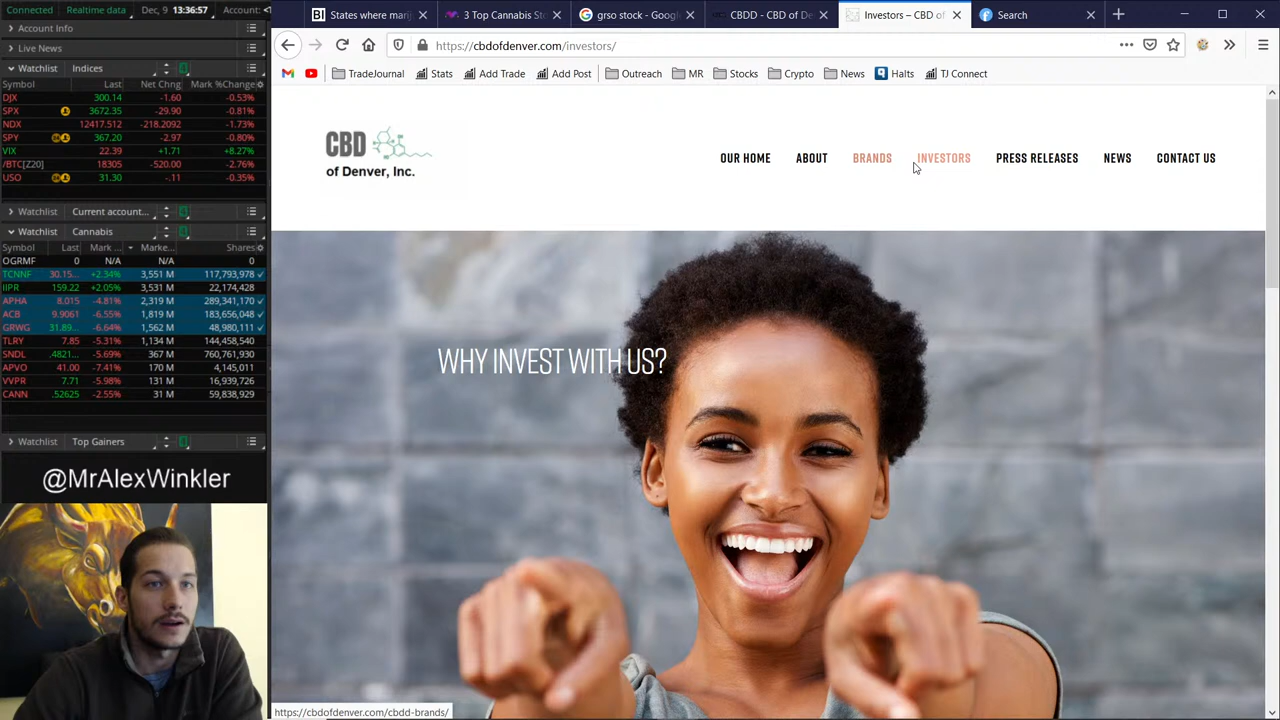 Connected Realtime data Dec, 9 13:36:57 Account: <T
Account Info
Live News
Watchlist Indices
Symbol Last Net Chng Mark %Change
DJX 300.14 -1.60 -0.53%
SPX 3672.35 -29.90 -0.81%
NDX 12417.512 -218.2092 -1.73%
SPY 367.20 -2.97 -0.80%
VIX 22.39 +1.71 +8.27%
/BTC[Z20] 18305 -520.00 -2.76%
USO 31.30 -.11 -0.35%
Watchlist Current account...
Watchlist Cannabis
Symbol Last Mark ... Marke... Shares
OGRMF 0 N/A N/A 0
TCNNF 30.15... +2.34% 3,551 M 117,793,978
IIPR 159.22 +2.05% 3,531 M 22,174,428
APHA 8.015 -4.81% 2,319 M 289,341,170
ACB 9.9061 -6.55% 1,819 M 183,656,048
GRWG 31.89... -6.64% 1,562 M 48,980,111
TLRY 7.85 -5.31% 1,134 M 144,458,540
SNDL .4821... -5.69% 367 M 760,761,930
APVO 41.00 -7.41% 170 M 4,145,011
VVPR 7.71 -5.98% 131 M 16,939,726
CANN .52625 -2.55% 31 M 59,838,929
Watchlist Top Gainers
@MrAlexWinkler
BI States where marij 3 Top Cannabis Sto grso stock - Google CBDD - CBD of Den Investors – CBD of Search
https://cbdofdenver.com/investors/
TradeJournal Stats Add Trade Add Post Outreach MR Stocks Crypto News Halts TJ Connect
CBD
of Denver, Inc.
OUR HOME ABOUT BRANDS INVESTORS PRESS RELEASES NEWS CONTACT US
WHY INVEST WITH US?
https://cbdofdenver.com/cbdd-brands/